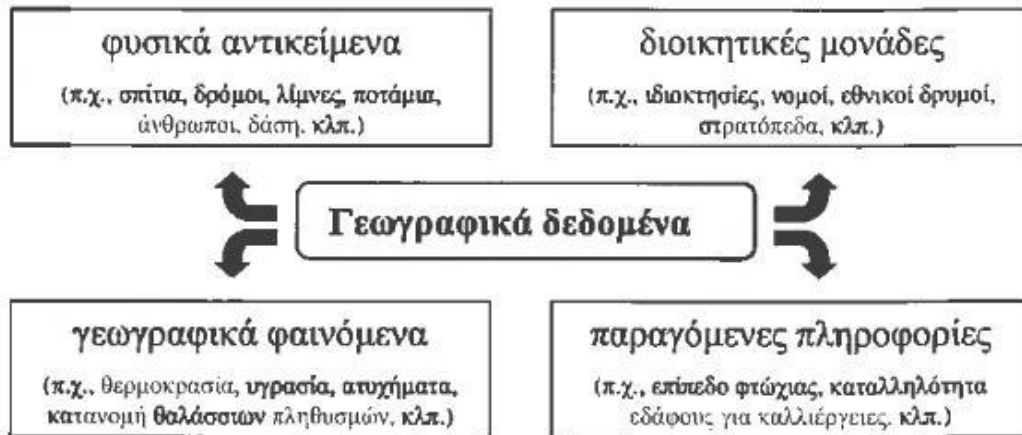 φυσικά αντικείμενα
(π.χ., σπίτια, δρόμοι, λίμνες, ποτάμια,
άνθρωποι, δάση, κλπ.)
διοικητικές μονάδες
(π.χ., ιδιοκτησίες, νομοί, εθνικοί δρυμοί,
στρατόπεδα, κλπ.)
Γεωγραφικά δεδομένα
γεωγραφικά φαινόμενα
(π.χ., θερμοκρασία, υγρασία, ατυχήματα,
κατανομή θαλάσσιων πληθυσμών, κλπ.)
παραγόμενες πληροφορίες
(π.χ., επίπεδο φτώχιας, καταλληλότητα
εδάφους για καλλιέργειες, κλπ.)